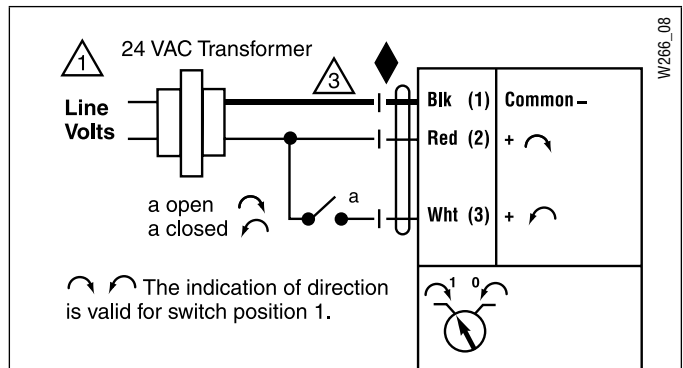 W266_08
1 24 VAC Transformer
3
Line
Volts
Blk (1) Common –
Red (2) +
a open
a closed
a
Wht (3) +
The indication of direction
is valid for switch position 1.
1 0